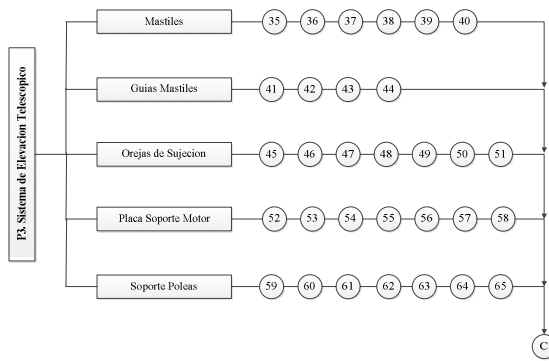 P3. Sistema de Elevacion Telescopico
Mastiles 35 36 37 38 39 40
Guias Mastiles 41 42 43 44
Orejas de Sujecion 45 46 47 48 49 50 51
Placa Soporte Motor 52 53 54 55 56 57 58
Soporte Poleas 59 60 61 62 63 64 65
C